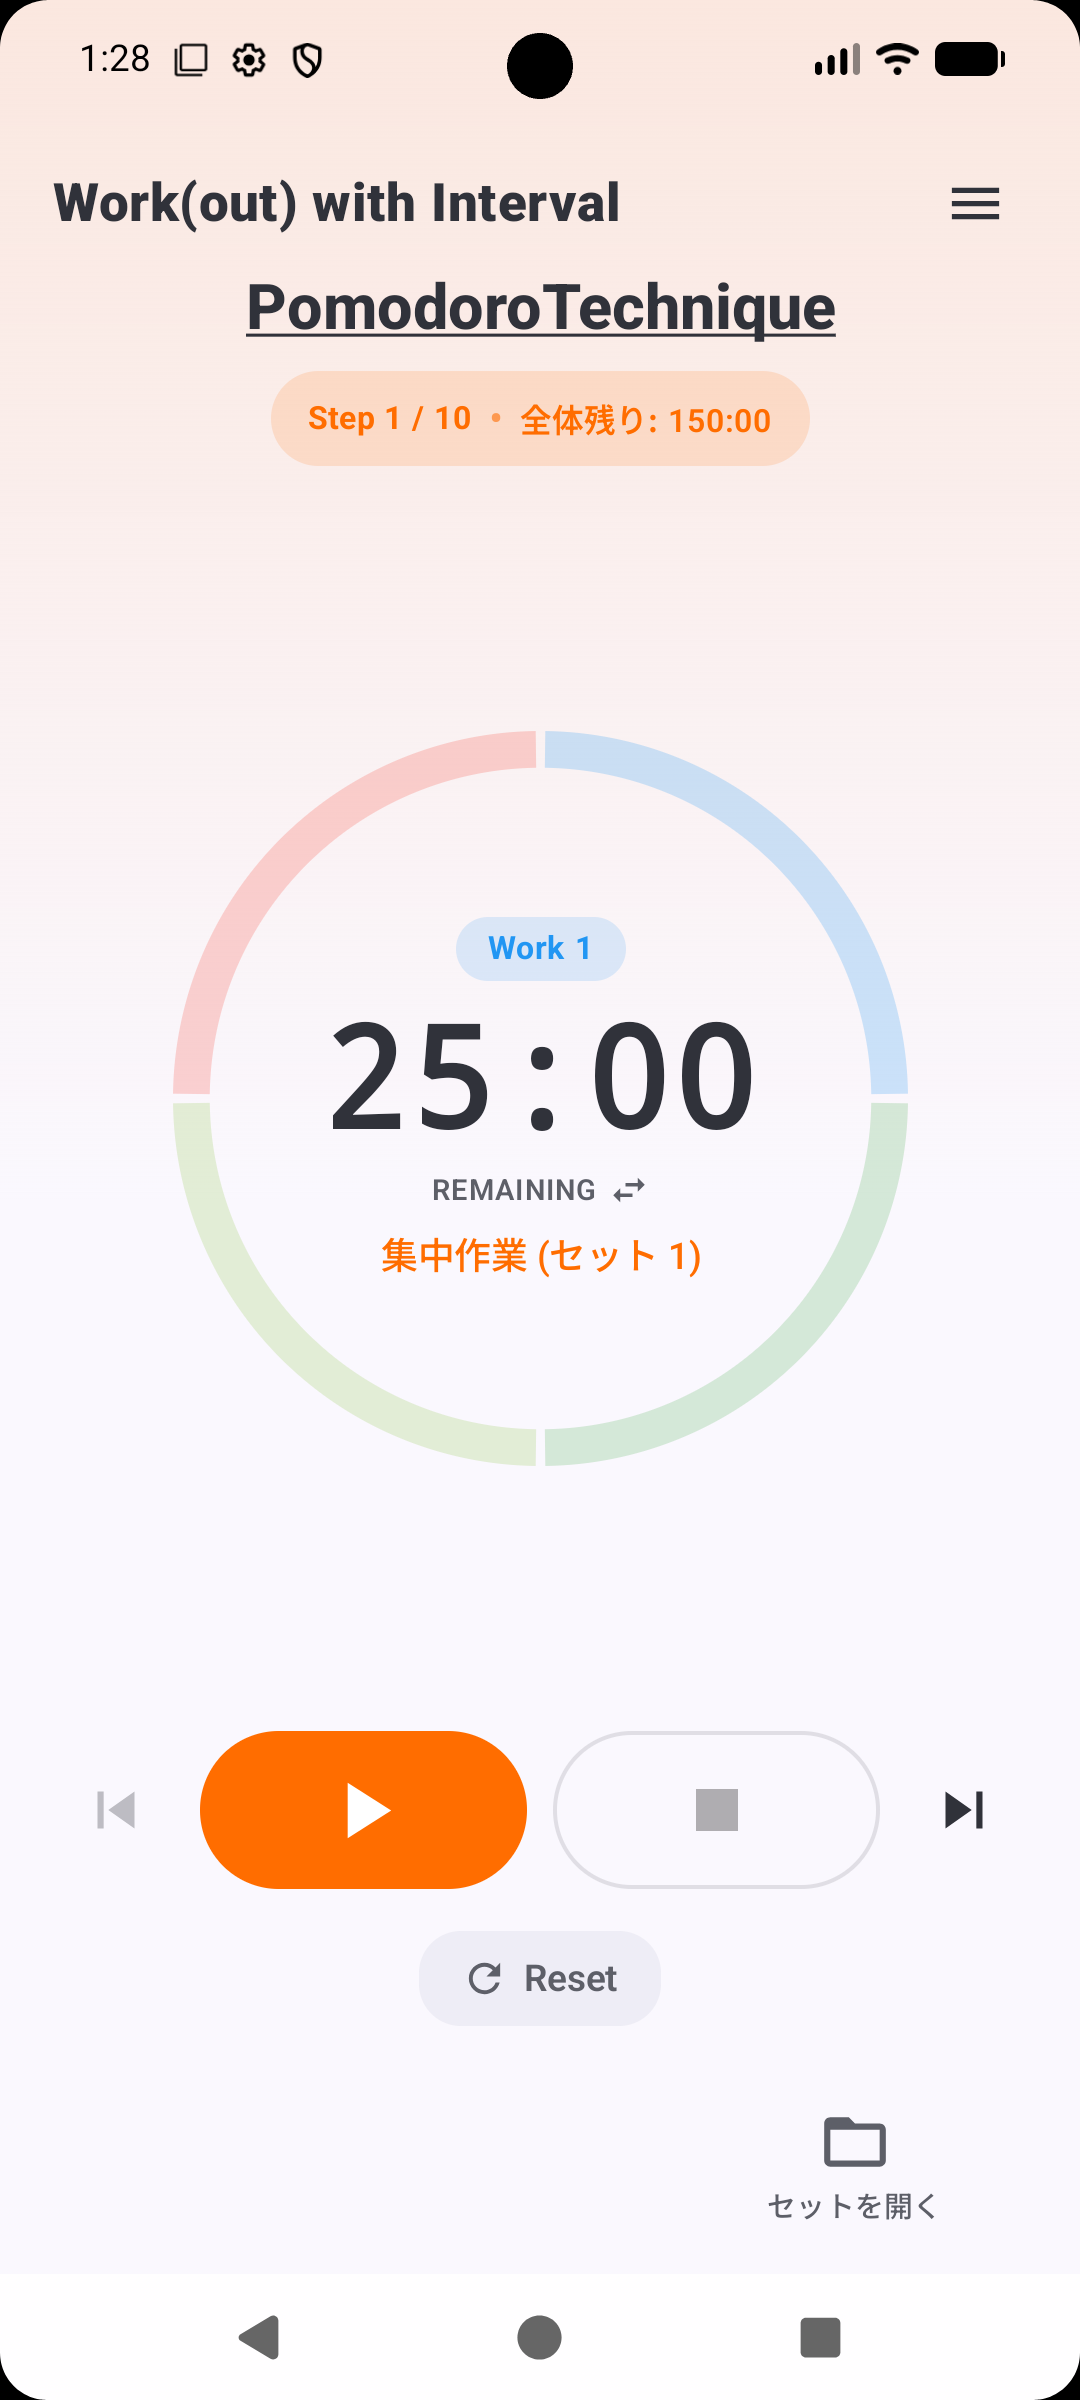 1:28
Work(out) with Interval
PomodoroTechnique
Step 1 / 10 • 全体残り: 150:00
Work 1
25:00
REMAINING
集中作業 (セット 1)
Reset
セットを開く